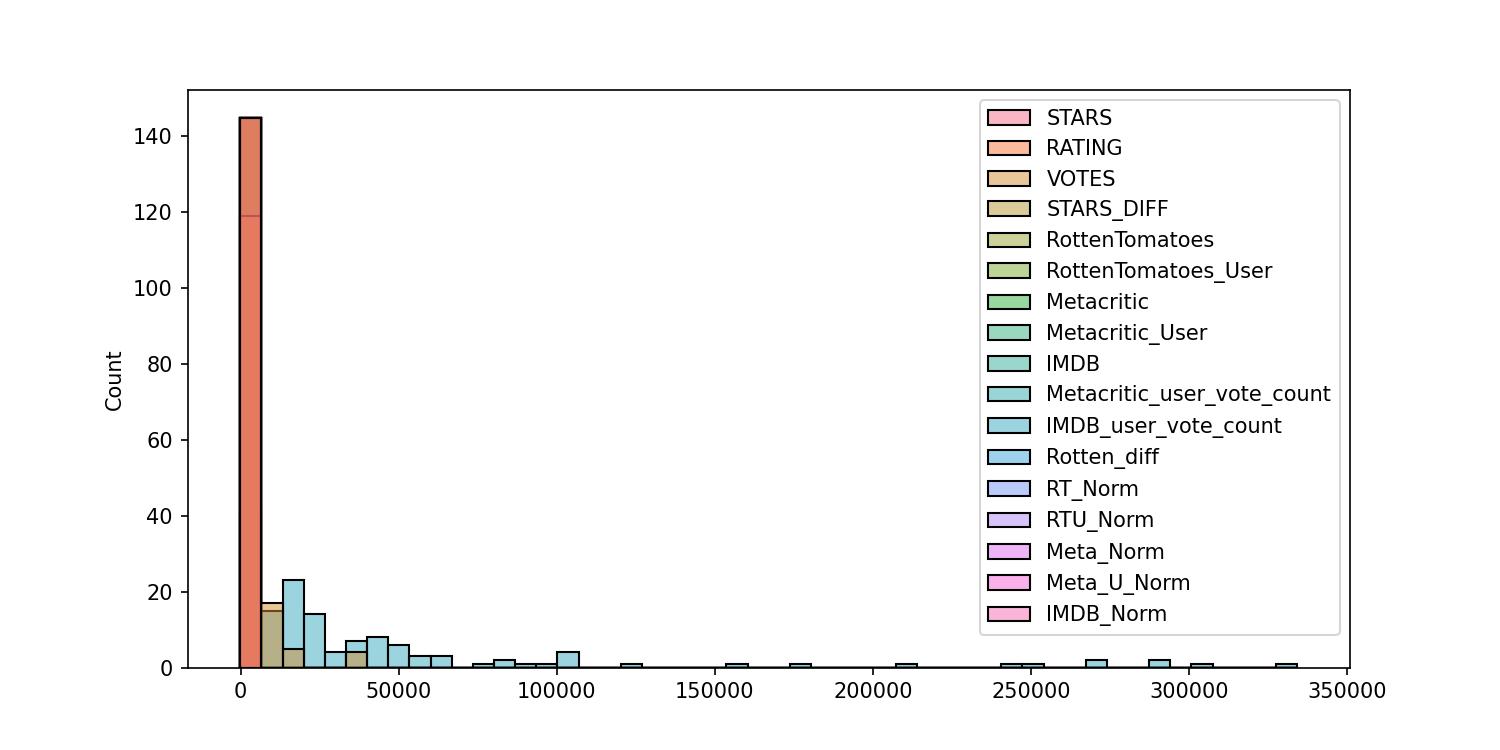 140
120
100
80
60
40
20
0
Count
0 50000 100000 150000 200000 250000 300000 350000
STARS
RATING
VOTES
STARS_DIFF
RottenTomatoes
RottenTomatoes_User
Metacritic
Metacritic_User
IMDB
Metacritic_user_vote_count
IMDB_user_vote_count
Rotten_diff
RT_Norm
RTU_Norm
Meta_Norm
Meta_U_Norm
IMDB_Norm